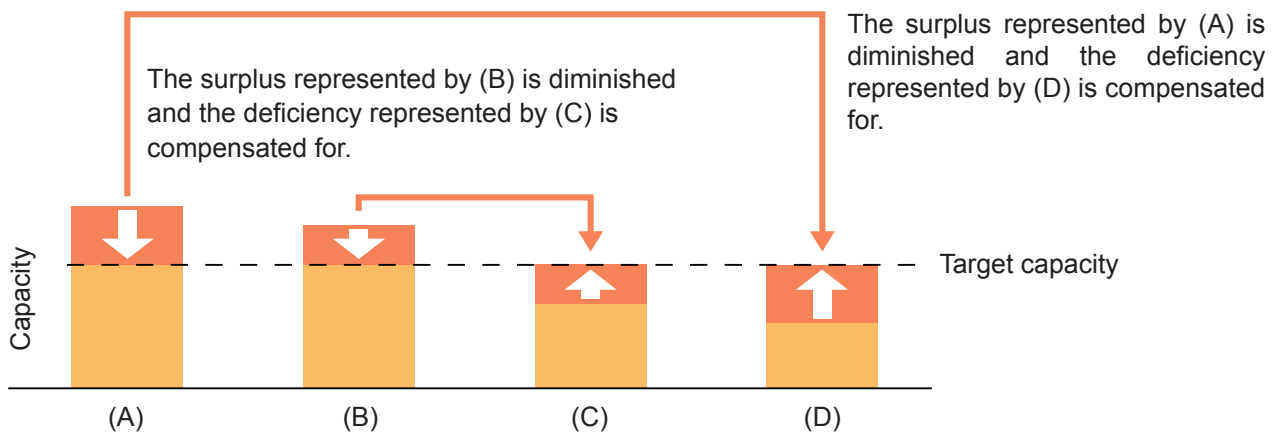 The surplus represented by (A) is
diminished and the deficiency
represented by (D) is compensated
for.
The surplus represented by (B) is diminished
and the deficiency represented by (C) is
compensated for.
Capacity
Target capacity
(A)
(B)
(C)
(D)